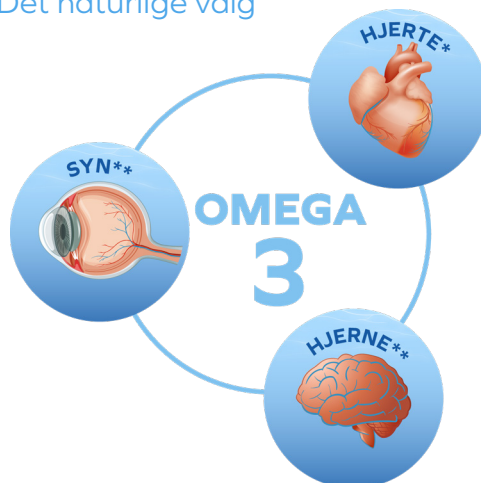 Det naturlige valg
HJERTE*
SYN**
OMEGA
3
HJERNE**